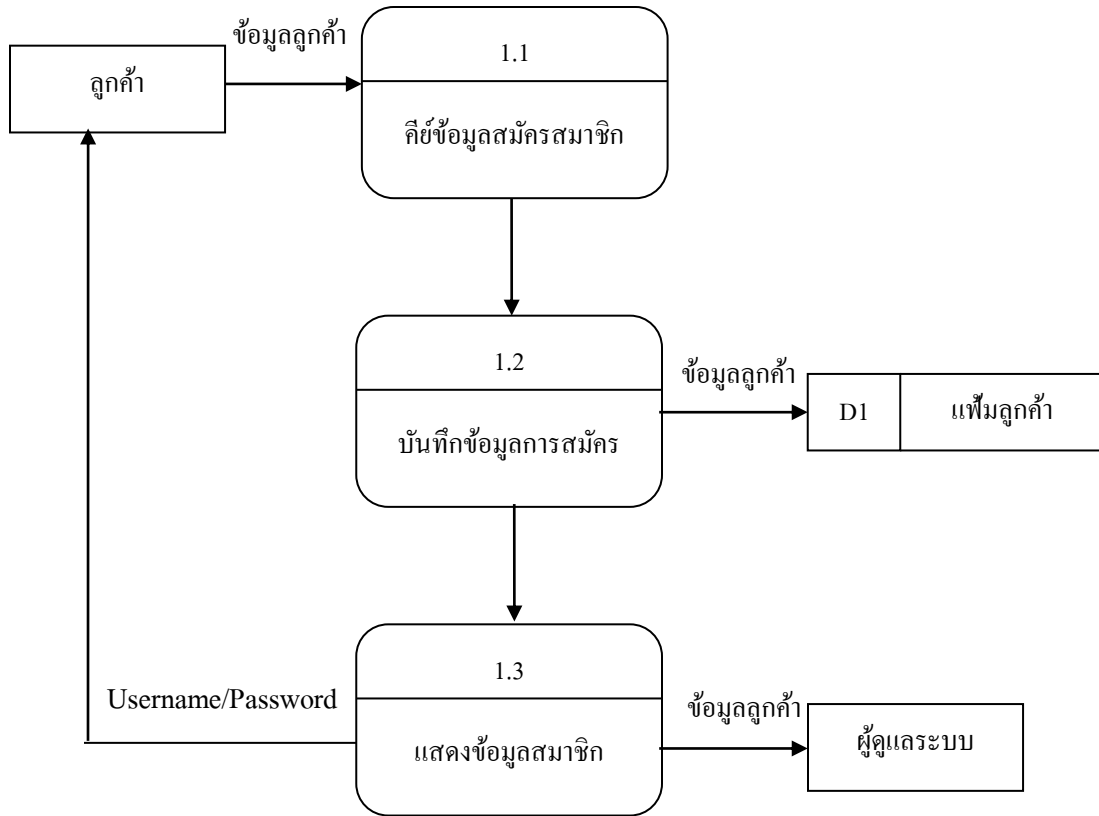 ข้อมูลลูกค้า
1.1
ลูกค้า
คีย์ข้อมูลสมัครสมาชิก
1.2
ข้อมูลลูกค้า
D1
แฟ้มลูกค้า
บันทึกข้อมูลการสมัคร
1.3
Username/Password
ข้อมูลลูกค้า
แสดงข้อมูลสมาชิก
ผู้ดูแลระบบ